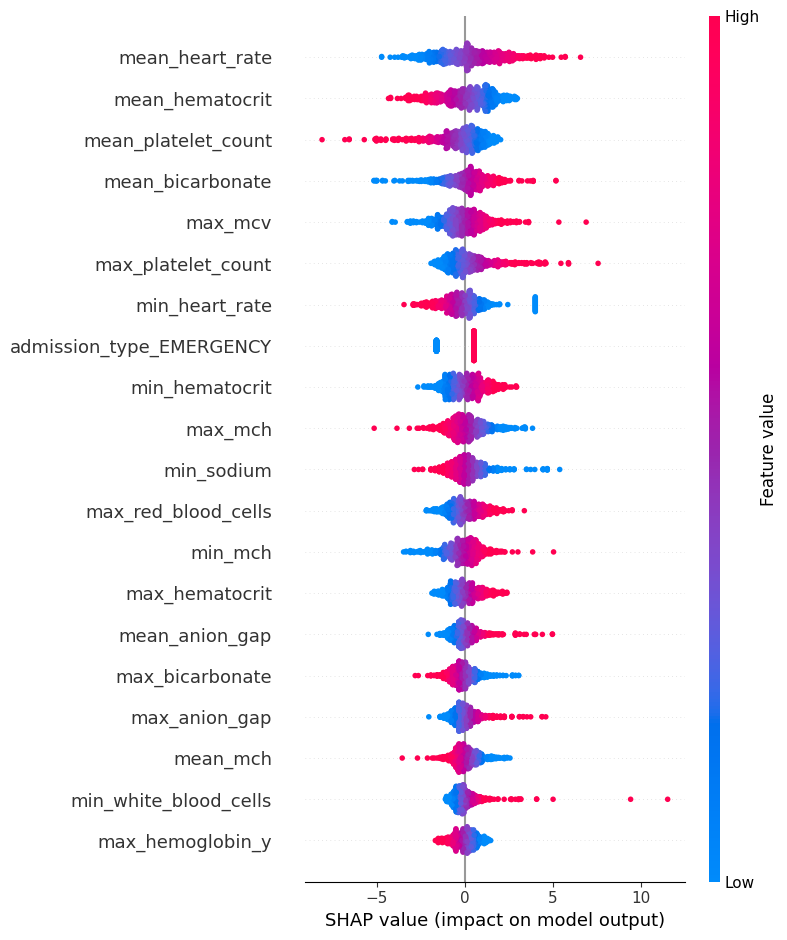 High
mean_heart_rate
mean_hematocrit
mean_platelet_count
mean_bicarbonate
max_mcv
max_platelet_count
min_heart_rate
admission_type_EMERGENCY
min_hematocrit
max_mch
min_sodium
max_red_blood_cells
min_mch
max_hematocrit
mean_anion_gap
max_bicarbonate
max_anion_gap
mean_mch
min_white_blood_cells
max_hemoglobin_y
Feature value
Low
−5 0 5 10
SHAP value (impact on model output)